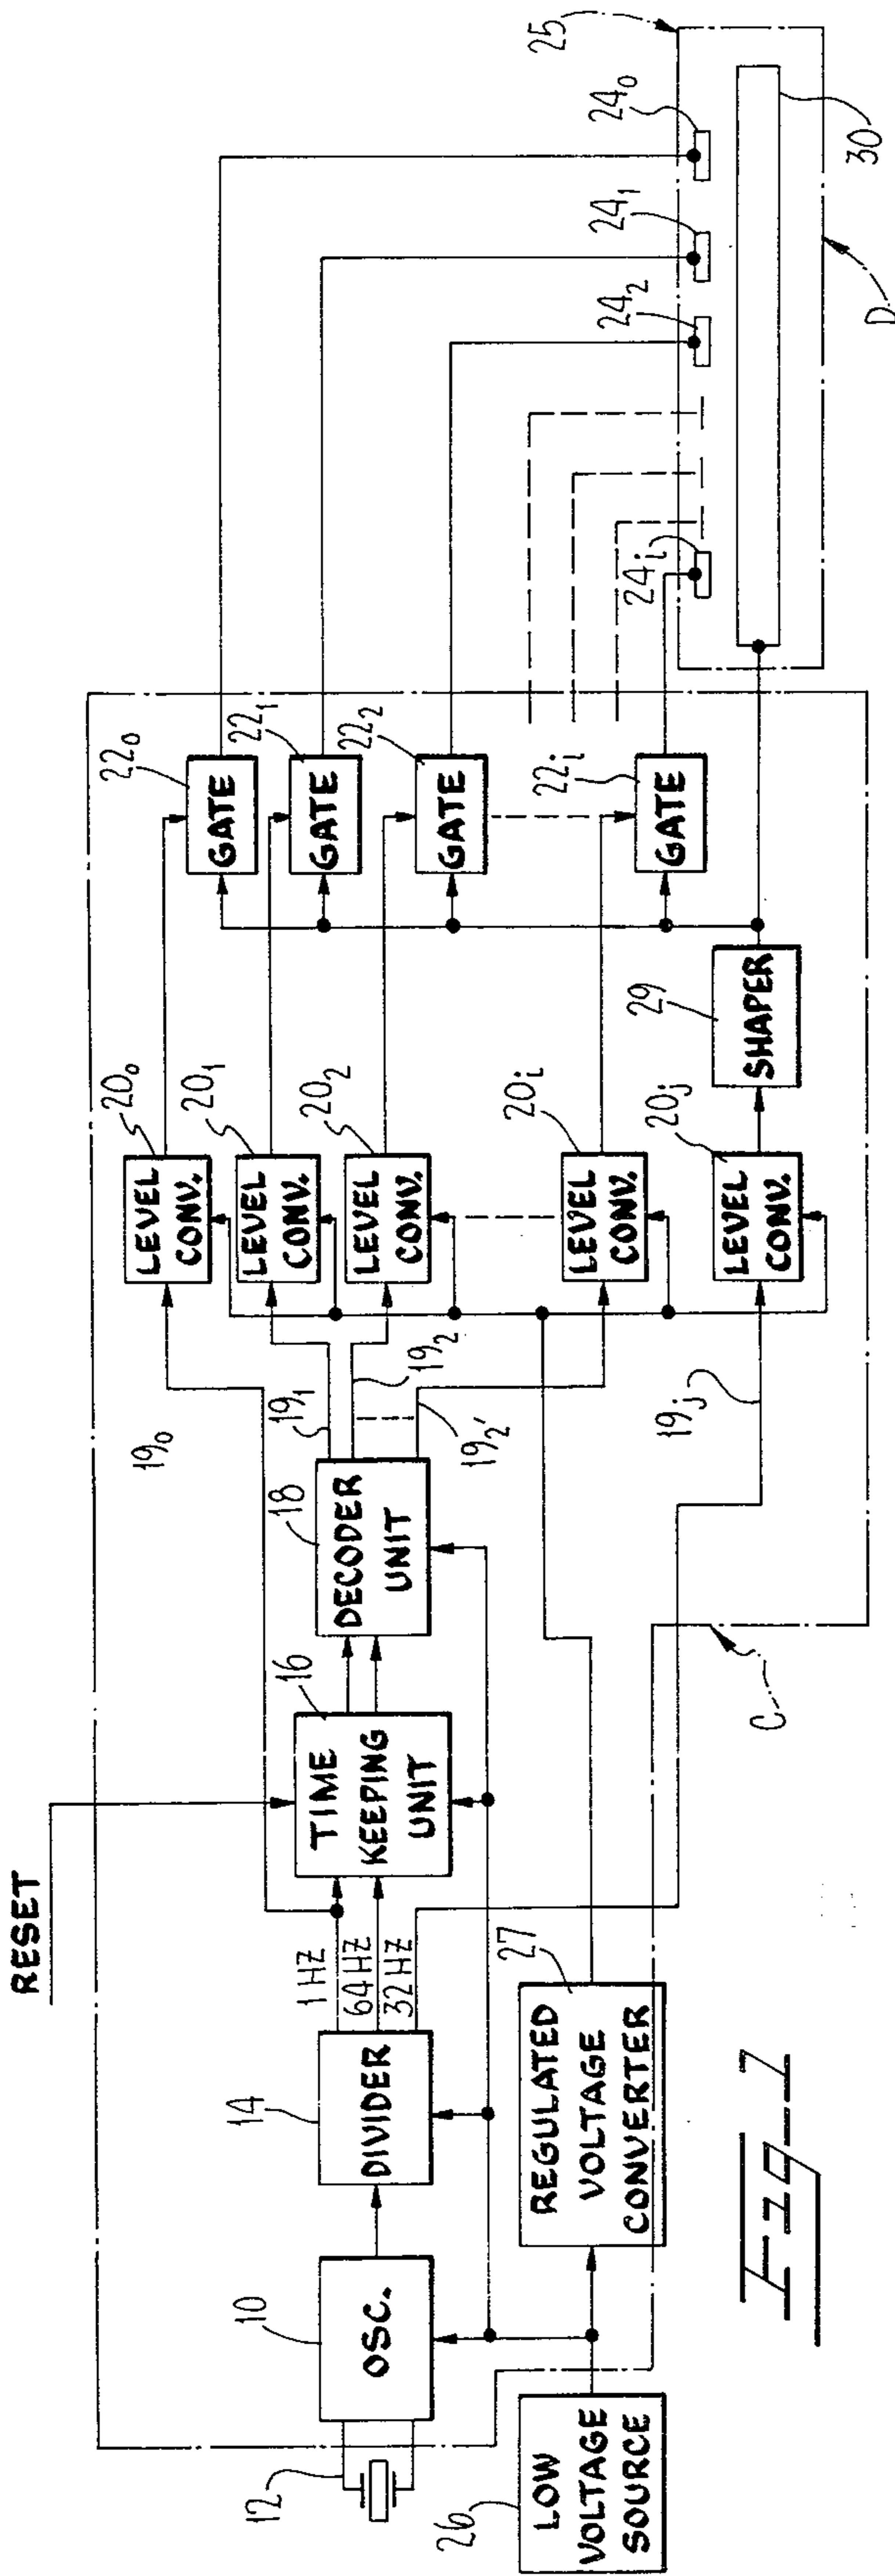 RESET
12
10
OSC.
14
DIVIDER
1 HZ
64 HZ
32 HZ
16
TIME
KEEPING
UNIT
18
DECODER
UNIT
19₀
19₁
19₂
19₂'
19ⱼ
20₀
LEVEL
CONV.
20₁
LEVEL
CONV.
20₂
LEVEL
CONV.
20ᵢ
LEVEL
CONV.
20ⱼ
LEVEL
CONV.
29
SHAPER
22₀
GATE
22₁
GATE
22₂
GATE
22ᵢ
GATE
24₀
24₁
24₂
24ᵢ
25
30
D
C
26
LOW
VOLTAGE
SOURCE
27
REGULATED
VOLTAGE
CONVERTER
Fig_1